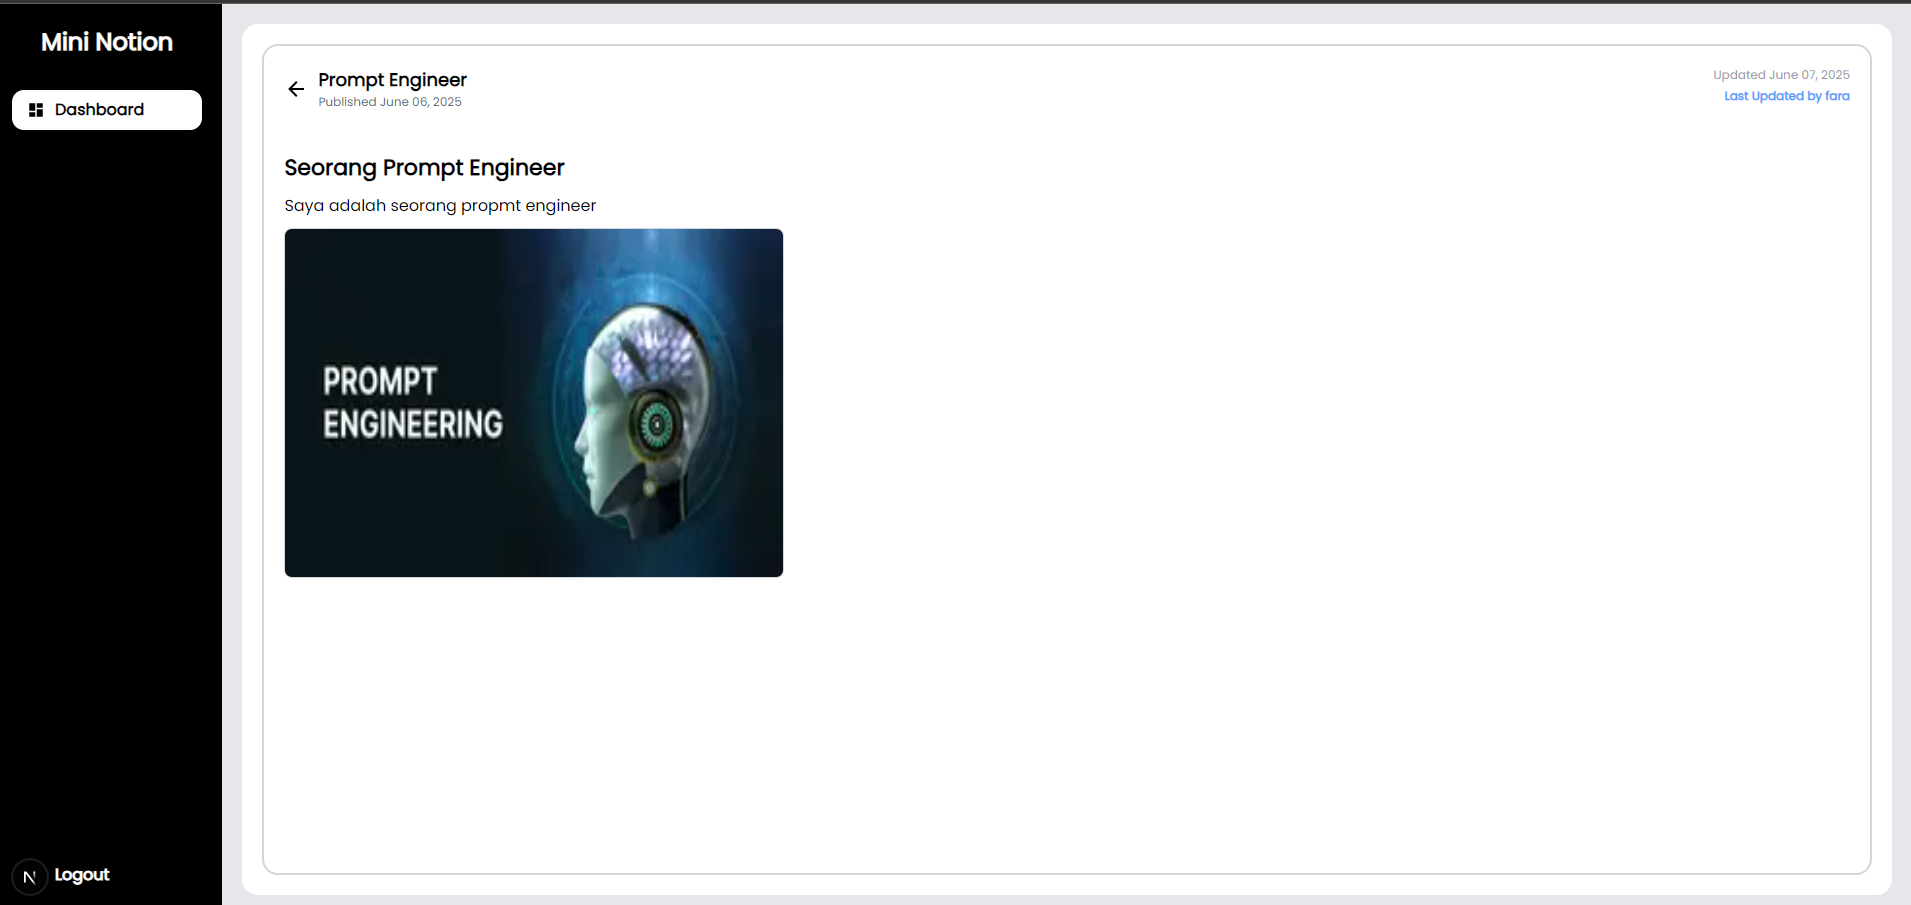 Mini Notion
Dashboard
Prompt Engineer
Published June 06, 2025
Updated June 07, 2025
Last Updated by fara
Seorang Prompt Engineer
Saya adalah seorang propmt engineer
PROMPT
ENGINEERING
N
Logout